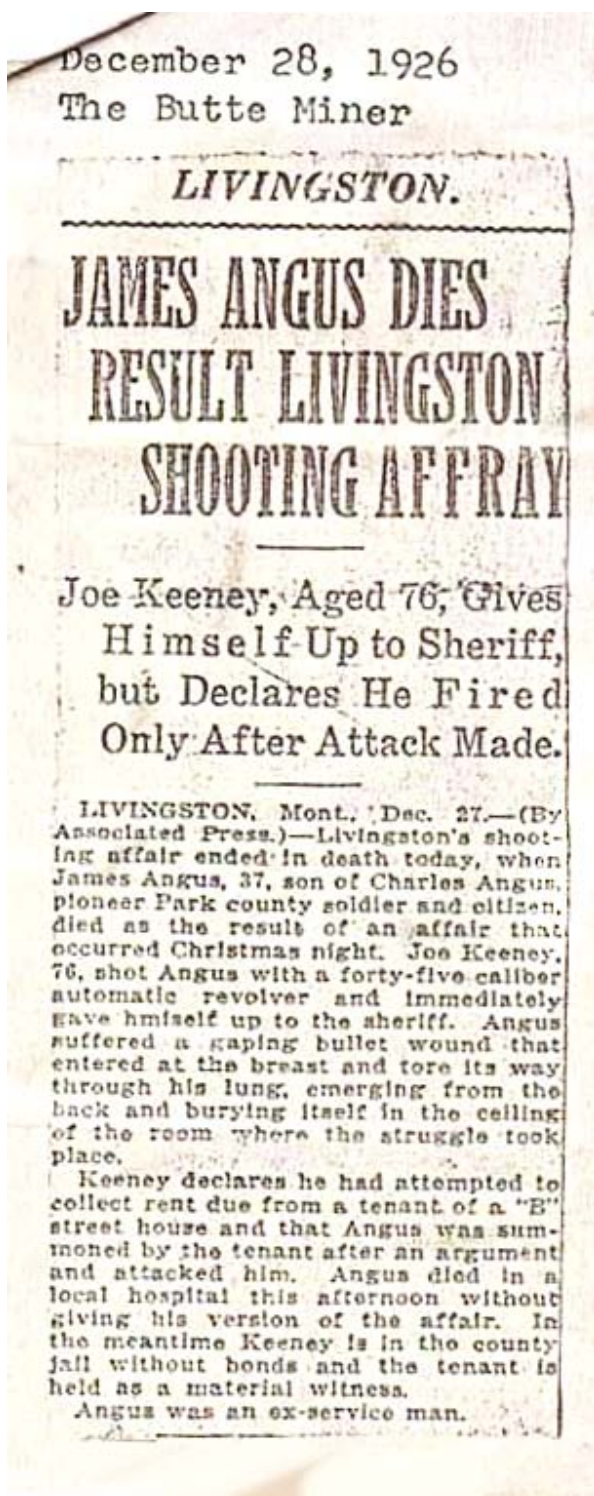 December 28, 1926
The Butte Miner
LIVINGSTON.
JAMES ANGUS DIES
RESULT LIVINGSTON
SHOOTING AFFRAY
Joe Keeney, Aged 76, Gives
Himself Up to Sheriff,
but Declares He Fired
Only After Attack Made.
LIVINGSTON, Mont., Dec. 27.—(By
Associated Press.)—Livingston's shoot-
ing affair ended in death today, when
James Angus, 37, son of Charles Angus,
pioneer Park county soldier and citizen,
died as the result of an affair that
occurred Christmas night. Joe Keeney,
76, shot Angus with a forty-five caliber
automatic revolver and immediately
gave hmiself up to the sheriff. Angus
suffered a gaping bullet wound that
entered at the breast and tore its way
through his lung, emerging from the
back and burying itself in the ceiling
of the room where the struggle took
place.
Keeney declares he had attempted to
collect rent due from a tenant of a "B"
street house and that Angus was sum-
moned by the tenant after an argument
and attacked him. Angus died in a
local hospital this afternoon without
giving his version of the affair. In
the meantime Keeney is in the county
jail without bonds and the tenant is
held as a material witness.
Angus was an ex-service man.